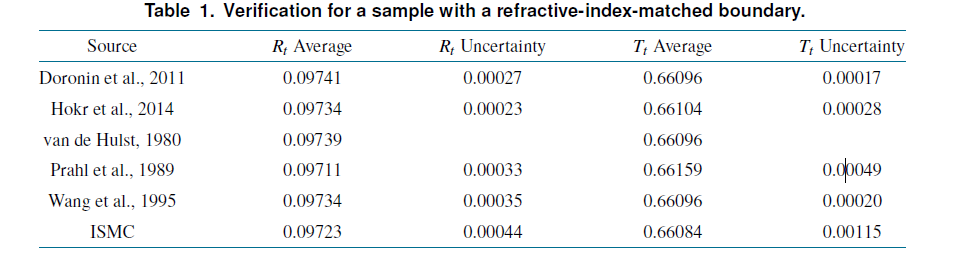 Table 1. Verification for a sample with a refractive-index-matched boundary.
Source Rt Average Rt Uncertainty Tt Average Tt Uncertainty
Doronin et al., 2011 0.09741 0.00027 0.66096 0.00017
Hokr et al., 2014 0.09734 0.00023 0.66104 0.00028
van de Hulst, 1980 0.09739 0.66096
Prahl et al., 1989 0.09711 0.00033 0.66159 0.00049
Wang et al., 1995 0.09734 0.00035 0.66096 0.00020
ISMC 0.09723 0.00044 0.66084 0.00115